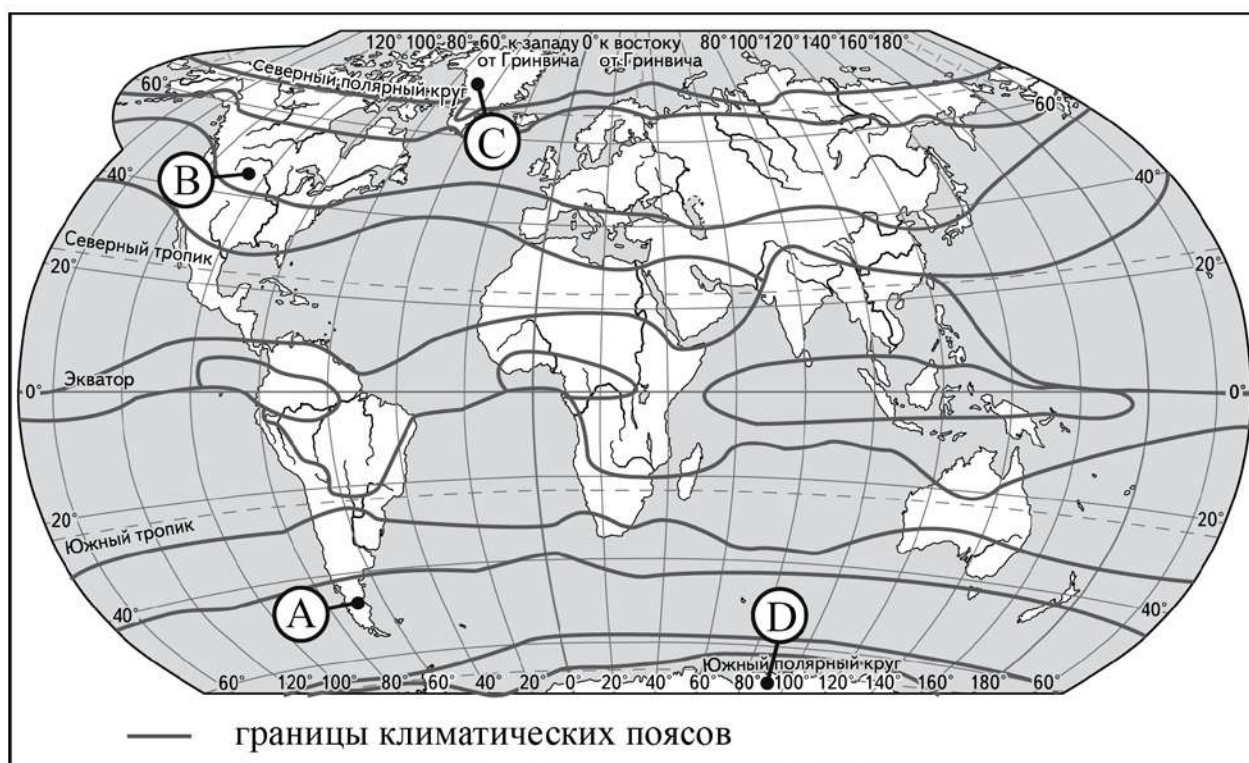 120° 100° 80° 60° к западу 0° к востоку 80° 100° 120° 140° 160° 180°
от Гринвича от Гринвича
Северный полярный круг
60° 60°
C
B
40° 40°
Северный тропик
20° 20°
Экватор
0° 0°
20° 20°
Южный тропик
A D
40° 40°
Южный полярный круг
60° 120° 100° 80° 60° 40° 20° 0° 20° 40° 60° 80° 100° 120° 140° 160° 180° 60°
границы климатических поясов